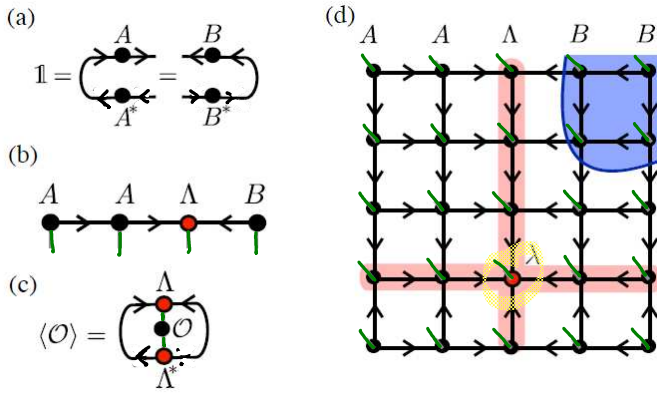 (a)
A B
𝟙 = =
A* B*
(b)
A A Λ B
(c)
Λ
⟨O⟩ = O
Λ*
(d)
A A Λ B B
Λ